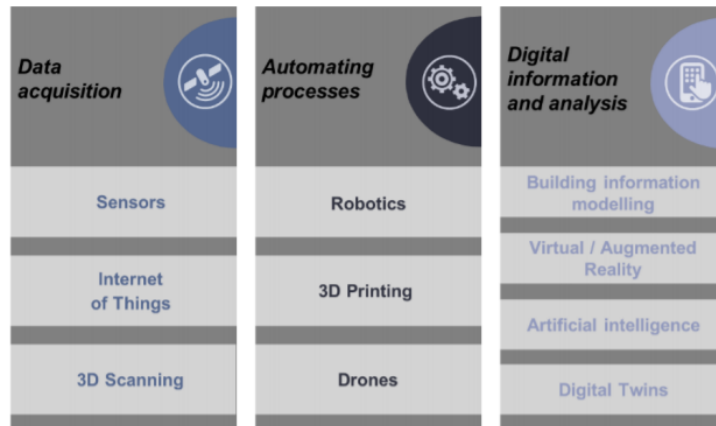 Data
acquisition
Sensors
Internet
of Things
3D Scanning
Automating
processes
Robotics
3D Printing
Drones
Digital
information
and analysis
Building information
modelling
Virtual / Augmented
Reality
Artificial intelligence
Digital Twins